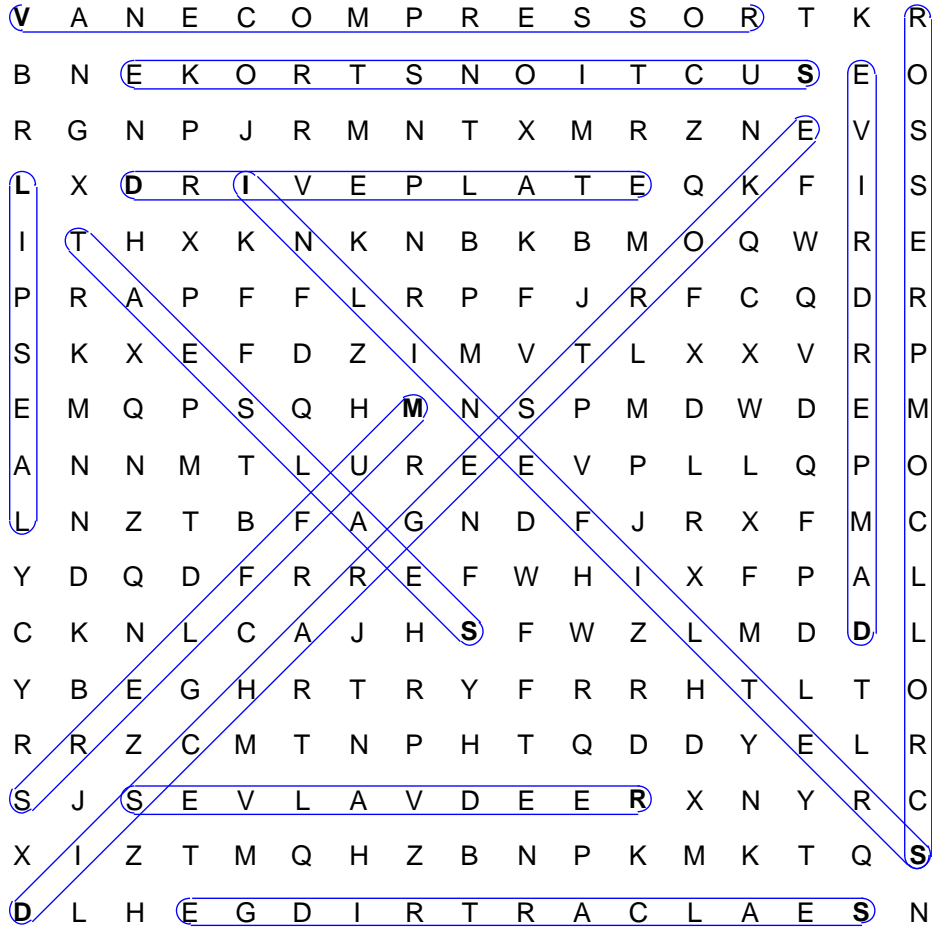 V A N E C O M P R E S S O R T K R
B N E K O R T S N O I T C U S E O
R G N P J R M N T X M R Z N E V S
L X D R I V E P L A T E Q K F I S
I T H X K N K N B K B M O Q W R E
P R A P F F L R P F J R F C Q D R
S K X E F D Z I M V T L X X V R P
E M Q P S Q H M N S P M D W D E M
A N N M T L U R E E V P L L Q P O
L N Z T B F A G N D F J R X F M C
Y D Q D F R R E F W H I X F P A L
C K N L C A J H S F W Z L M D D L
Y B E G H R T R Y F R R H T L T O
R R Z C M T N P H T Q D D Y E L R
S J S E V L A V D E E R X N Y R C
X I Z T M Q H Z B N P K M K T Q S
D L H E G D I R T R A C L A E S N